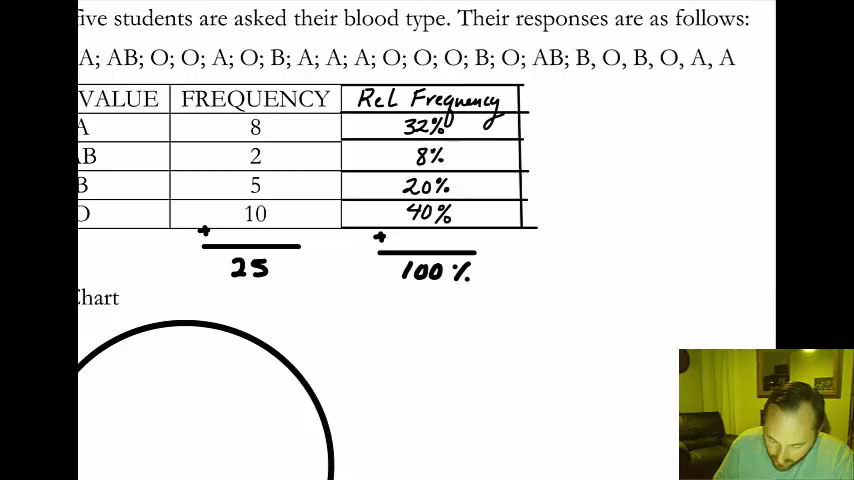 five students are asked their blood type. Their responses are as follows:
A; AB; O; O; A; O; B; A; A; A; O; O; O; B; O; AB; B, O, B, O, A, A
VALUE FREQUENCY Rel Frequency
A 8 32%
AB 2 8%
B 5 20%
O 10 40%
+ +
25 100%
Chart